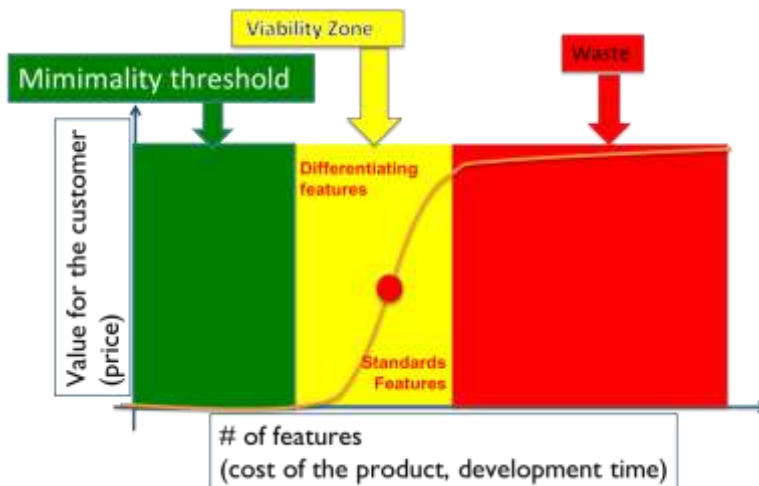 Viability Zone
Waste
Mimimality threshold
Value for the customer
(price)
Differentiating
features
Standards
Features
# of features
(cost of the product, development time)